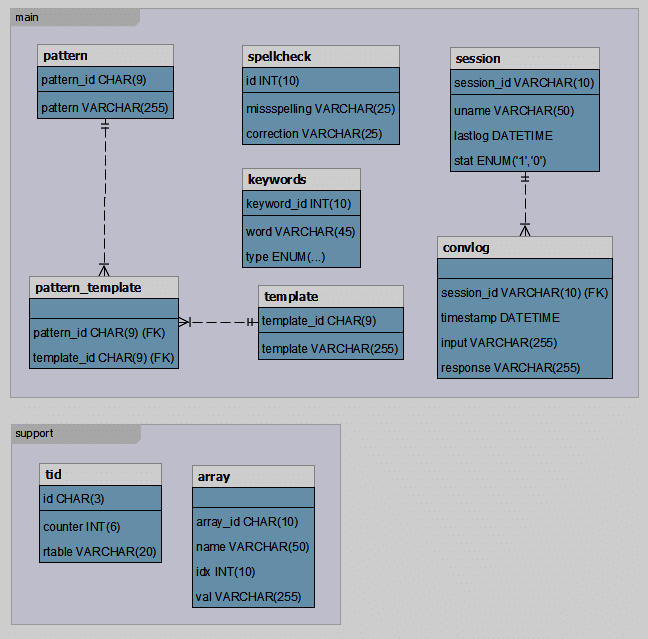 main
pattern
pattern_id CHAR(9)
pattern VARCHAR(255)
spellcheck
id INT(10)
missspelling VARCHAR(25)
correction VARCHAR(25)
session
session_id VARCHAR(10)
uname VARCHAR(50)
lastlog DATETIME
stat ENUM('1','0')
keywords
keyword_id INT(10)
word VARCHAR(45)
type ENUM(...)
convlog
session_id VARCHAR(10) (FK)
timestamp DATETIME
input VARCHAR(255)
response VARCHAR(255)
pattern_template
pattern_id CHAR(9) (FK)
template_id CHAR(9) (FK)
template
template_id CHAR(9)
template VARCHAR(255)
support
tid
id CHAR(3)
counter INT(6)
rtable VARCHAR(20)
array
array_id CHAR(10)
name VARCHAR(50)
idx INT(10)
val VARCHAR(255)